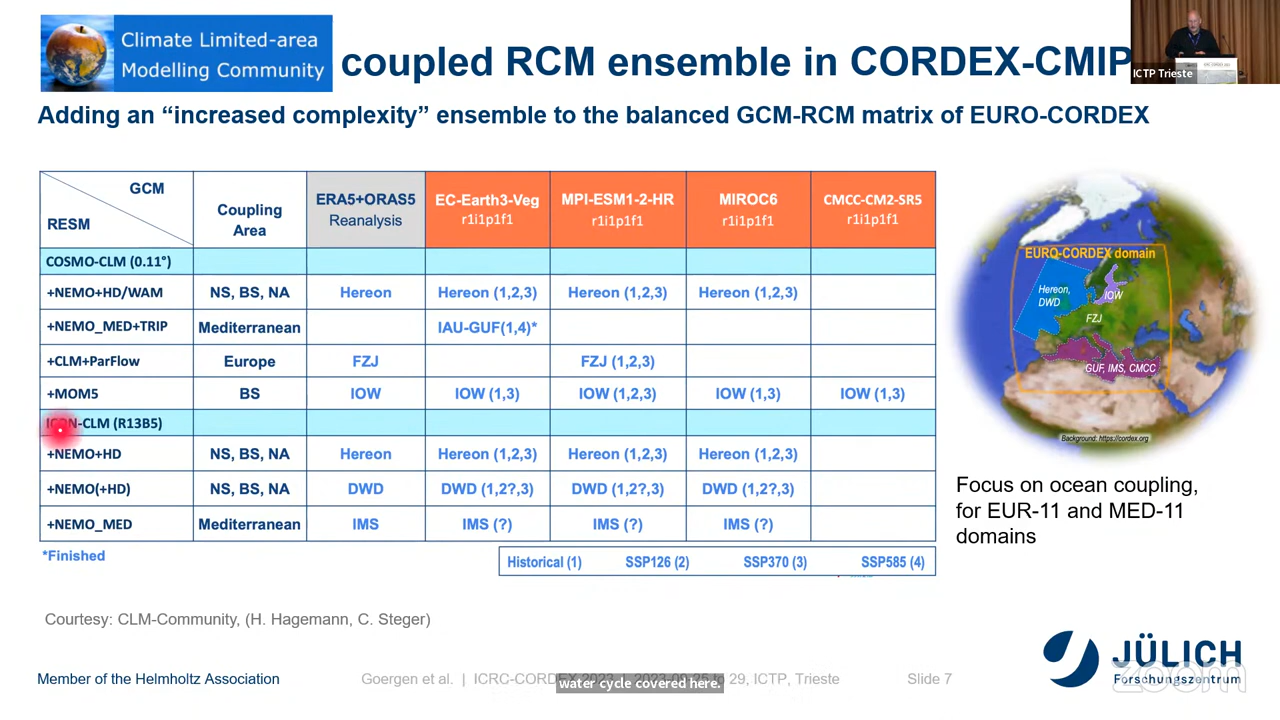 Climate Limited-area
Modelling Community
coupled RCM ensemble in CORDEX-CMIP
ICTP Trieste
Adding an “increased complexity” ensemble to the balanced GCM-RCM matrix of EURO-CORDEX
GCM
RESM
Coupling
Area
ERA5+ORAS5
Reanalysis
EC-Earth3-Veg
r1i1p1f1
MPI-ESM1-2-HR
r1i1p1f1
MIROC6
r1i1p1f1
CMCC-CM2-SR5
r1i1p1f1
COSMO-CLM (0.11°)
+NEMO+HD/WAM NS, BS, NA Hereon Hereon (1,2,3) Hereon (1,2,3) Hereon (1,2,3)
+NEMO_MED+TRIP Mediterranean IAU-GUF(1,4)*
+CLM+ParFlow Europe FZJ FZJ (1,2,3)
+MOM5 BS IOW IOW (1,3) IOW (1,2,3) IOW (1,3) IOW (1,3)
ICON-CLM (R13B5)
+NEMO+HD NS, BS, NA Hereon Hereon (1,2,3) Hereon (1,2,3) Hereon (1,2,3)
+NEMO(+HD) NS, BS, NA DWD DWD (1,2?,3) DWD (1,2?,3) DWD (1,2?,3)
+NEMO_MED Mediterranean IMS IMS (?) IMS (?) IMS (?)
*Finished
Historical (1) SSP126 (2) SSP370 (3) SSP585 (4)
EURO-CORDEX domain
Hereon,
DWD
IOW
FZJ
GUF, IMS, CMCC
Background: https://cordex.org
Focus on ocean coupling,
for EUR-11 and MED-11
domains
Courtesy: CLM-Community, (H. Hagemann, C. Steger)
JÜLICH
Forschungszentrum
zoom
Member of the Helmholtz Association
Goergen et al. | ICRC-CORDEX 2023 | 2023-09-25 to 29, ICTP, Trieste
Slide 7
water cycle covered here.